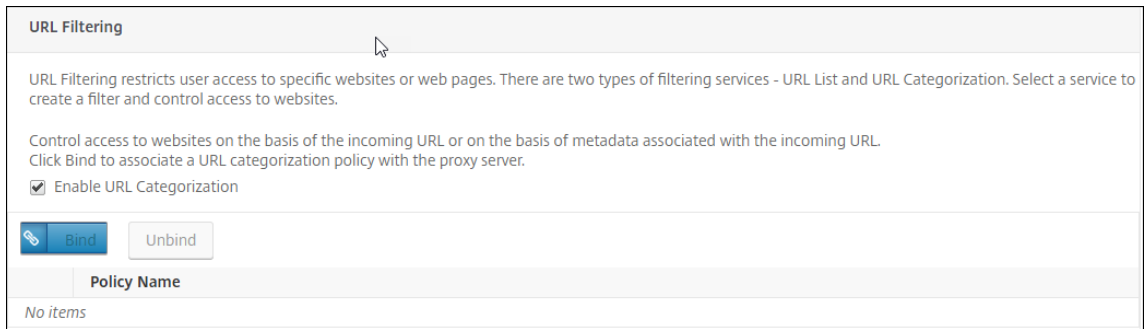 URL Filtering
URL Filtering restricts user access to specific websites or web pages. There are two types of filtering services - URL List and URL Categorization. Select a service to
create a filter and control access to websites.
Control access to websites on the basis of the incoming URL or on the basis of metadata associated with the incoming URL.
Click Bind to associate a URL categorization policy with the proxy server.
Enable URL Categorization
Bind Unbind
Policy Name
No items